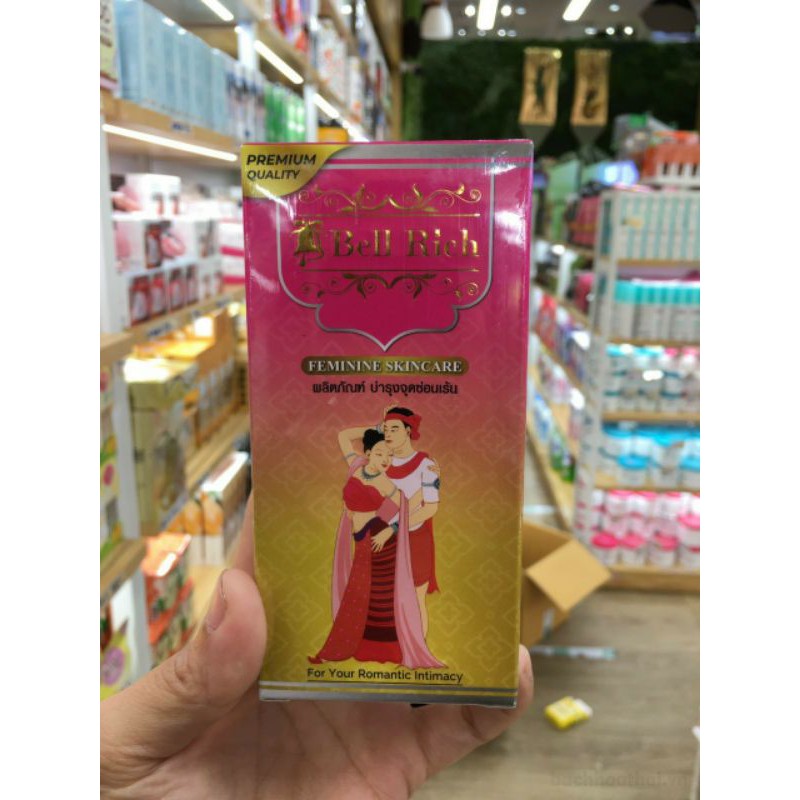 PREMIUM
QUALITY
Bell Rich
FEMININE SKINCARE
ผลิตภัณฑ์ บำรุงจุดซ่อนเร้น
For Your Romantic Intimacy